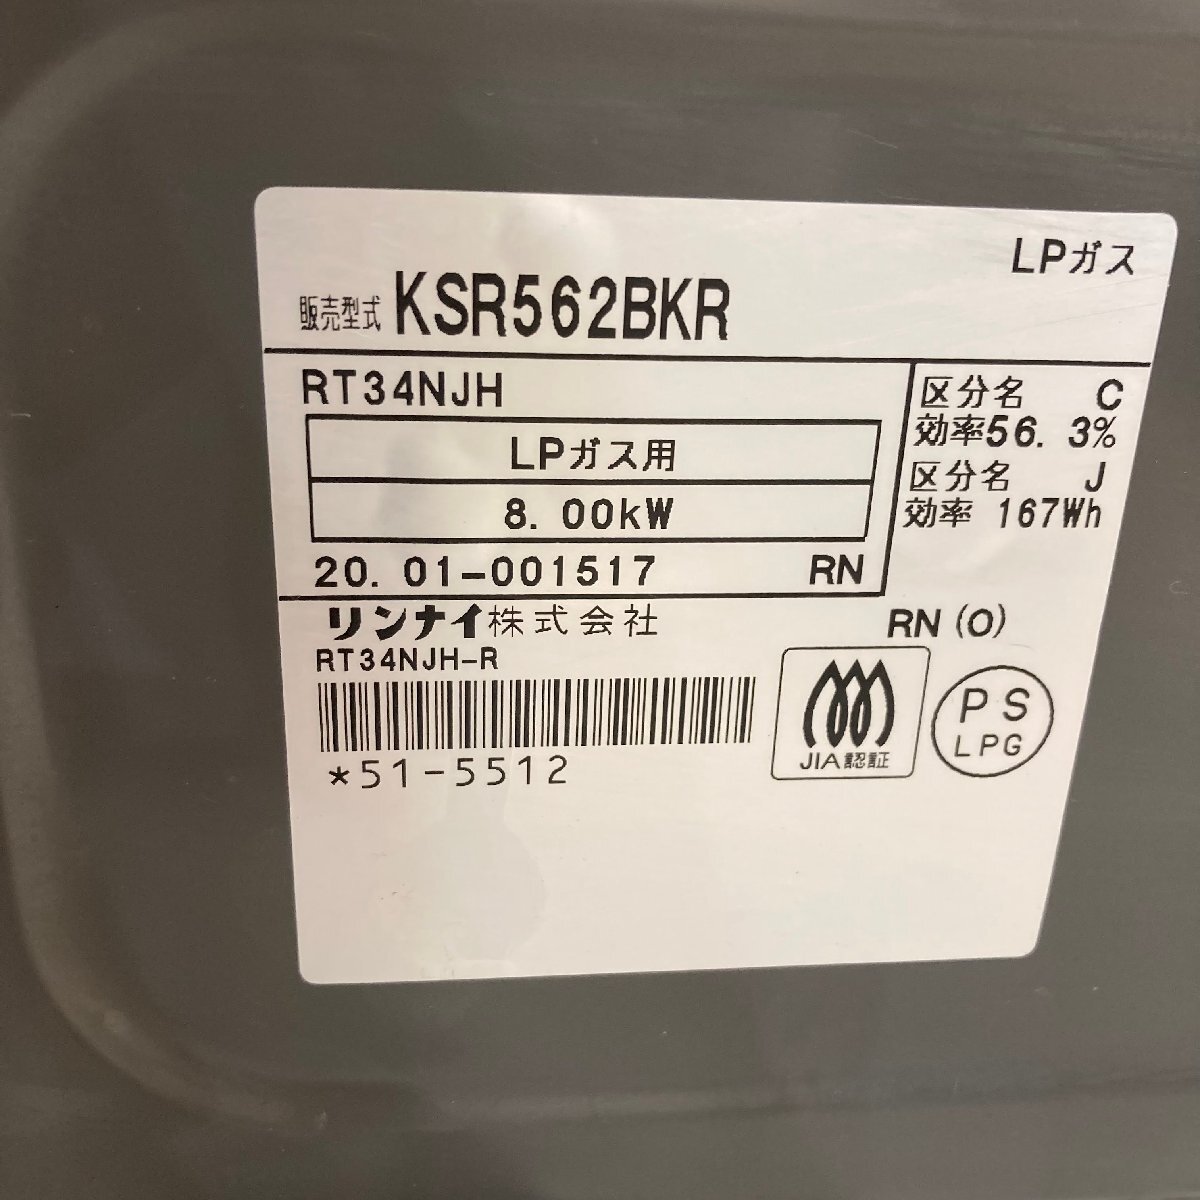 LPガス
販売型式 KSR562BKR
RT34NJH
LPガス用
8.00kW
20.01-001517 RN
区分名 C
効率56.3%
区分名 J
効率 167Wh
リンナイ株式会社
RN(O)
RT34NJH-R
*51-5512
JIA認証
PS
LPG